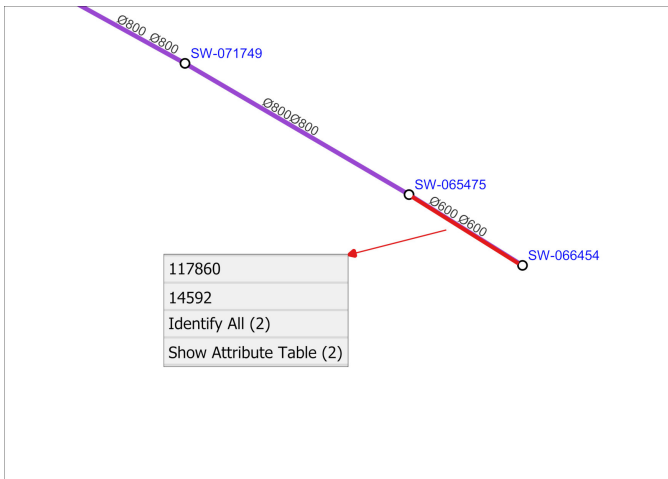 Ø800 Ø800
SW-071749
Ø800Ø800
SW-065475
Ø600 Ø600
SW-066454
117860
14592
Identify All (2)
Show Attribute Table (2)